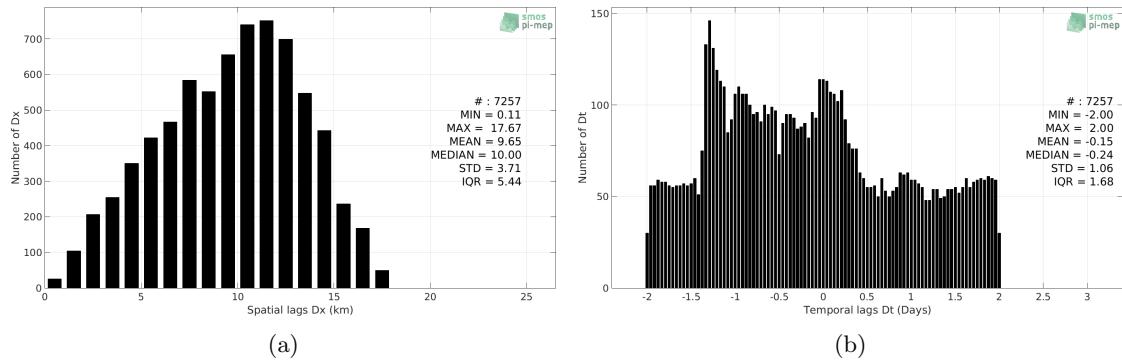 700
600
500
400
300
200
100
0
Number of Dx
0 5 10 15 20 25
Spatial lags Dx (km)
smos
pi-mep
# : 7257
MIN = 0.11
MAX = 17.67
MEAN = 9.65
MEDIAN = 10.00
STD = 3.71
IQR = 5.44
(a)
150
100
50
0
Number of Dt
-2 -1.5 -1 -0.5 0 0.5 1 1.5 2 2.5 3
Temporal lags Dt (Days)
smos
pi-mep
# : 7257
MIN = -2.00
MAX = 2.00
MEAN = -0.15
MEDIAN = -0.24
STD = 1.06
IQR = 1.68
(b)